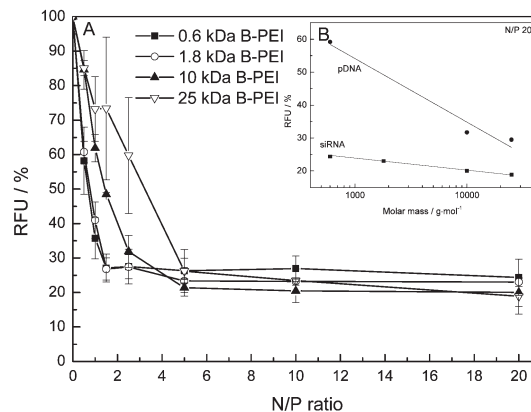 A
0.6 kDa B-PEI
1.8 kDa B-PEI
10 kDa B-PEI
25 kDa B-PEI
100
90
80
70
60
50
40
30
20
10
0
RFU / %
0 2 4 6 8 10 12 14 16 18 20
N/P ratio
B
N/P 20
60
50
40
30
20
RFU / %
pDNA
siRNA
1000 10000
Molar mass / g·mol⁻¹